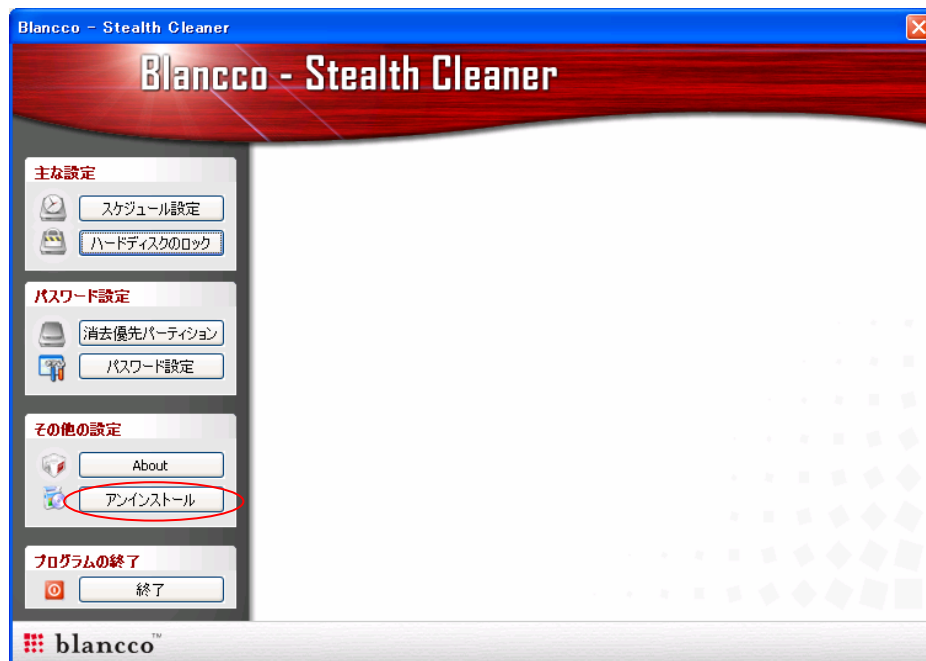 Blancco - Stealth Cleaner
Blancco - Stealth Cleaner
主な設定
スケジュール設定
ハードディスクのロック
パスワード設定
消去優先パーティション
パスワード設定
その他の設定
About
アンインストール
プログラムの終了
終了
blancco™